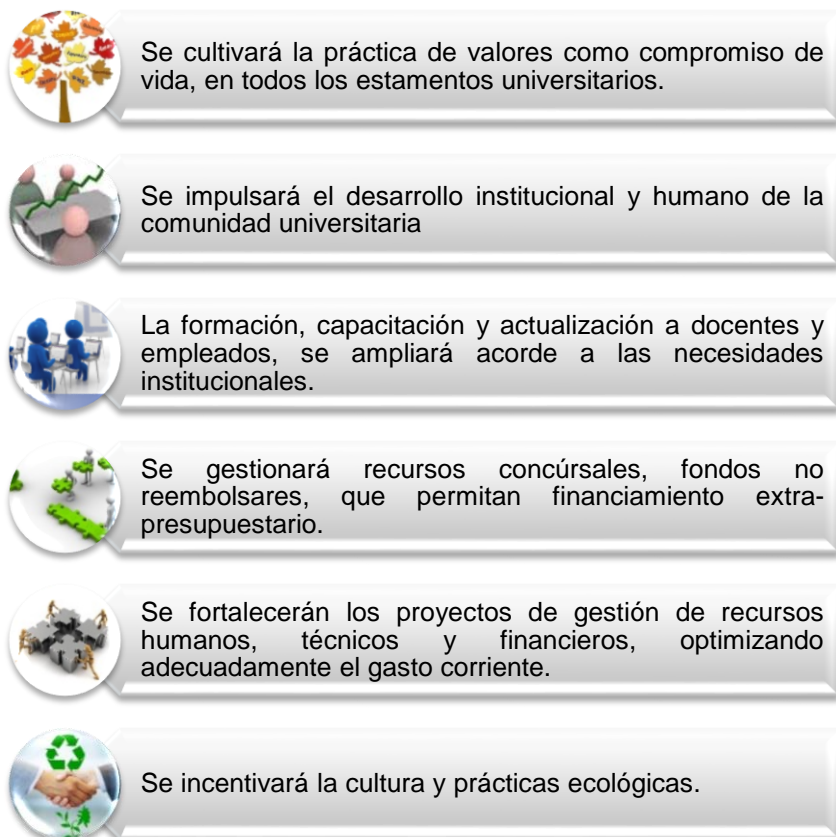 Se cultivará la práctica de valores como compromiso de
vida, en todos los estamentos universitarios.
Se impulsará el desarrollo institucional y humano de la
comunidad universitaria
La formación, capacitación y actualización a docentes y
empleados, se ampliará acorde a las necesidades
institucionales.
Se gestionará recursos concúrsales, fondos no
reembolsares, que permitan financiamiento extra-
presupuestario.
Se fortalecerán los proyectos de gestión de recursos
humanos, técnicos y financieros, optimizando
adecuadamente el gasto corriente.
Se incentivará la cultura y prácticas ecológicas.